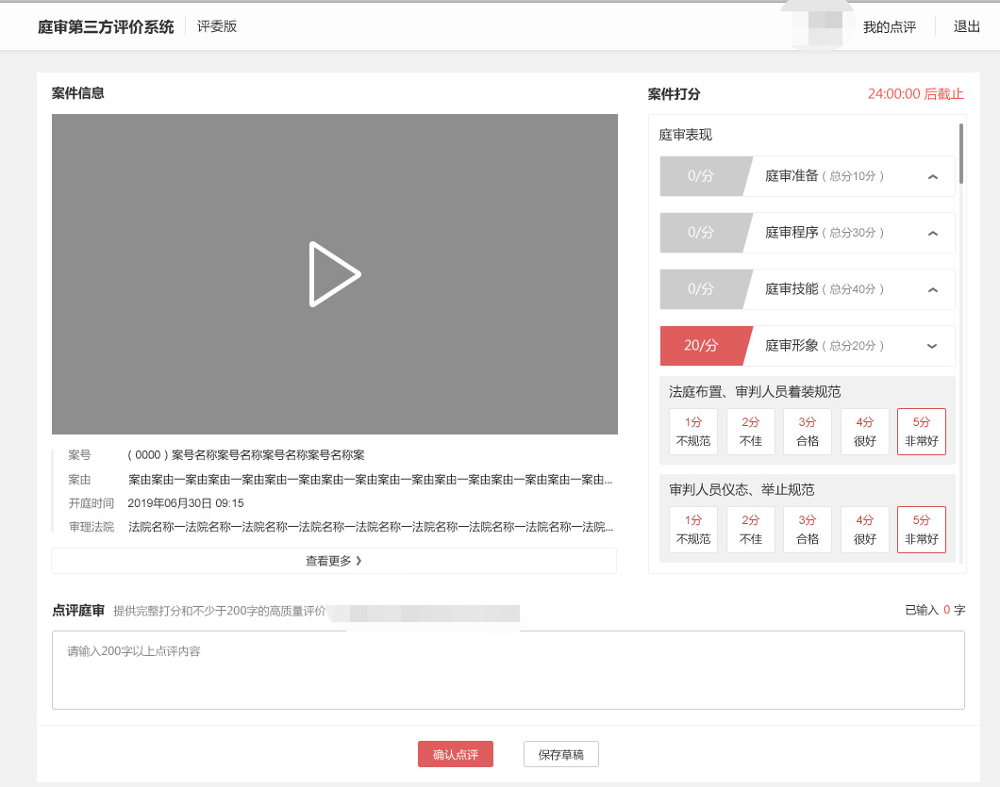 庭审第三方评价系统 评委版 我的点评 退出
案件信息
案件打分 24:00:00 后截止
庭审表现
0/分 庭审准备 ( 总分10分 )
0/分 庭审程序 ( 总分30分 )
0/分 庭审技能 ( 总分40分 )
20/分 庭审形象 ( 总分20分 )
法庭布置、审判人员着装规范
1分 2分 3分 4分 5分
不规范 不佳 合格 很好 非常好
审判人员仪态、举止规范
1分 2分 3分 4分 5分
不规范 不佳 合格 很好 非常好
案号 ( 0000 ) 案号名称案号名称案号名称案号名称案
案由 案由案由一案由案由一案由案由一案由案由一案由案由一案由案由一案由案由一案由案由一案由...
开庭时间 2019年06月30日 09:15
审理法院 法院名称一法院名称一法院名称一法院名称一法院名称一法院名称一法院名称一法院名称一法院...
查看更多 》
点评庭审 提供完整打分和不少于200字的高质量评价
已输入 0 字
请输入200字以上点评内容
确认点评 保存草稿